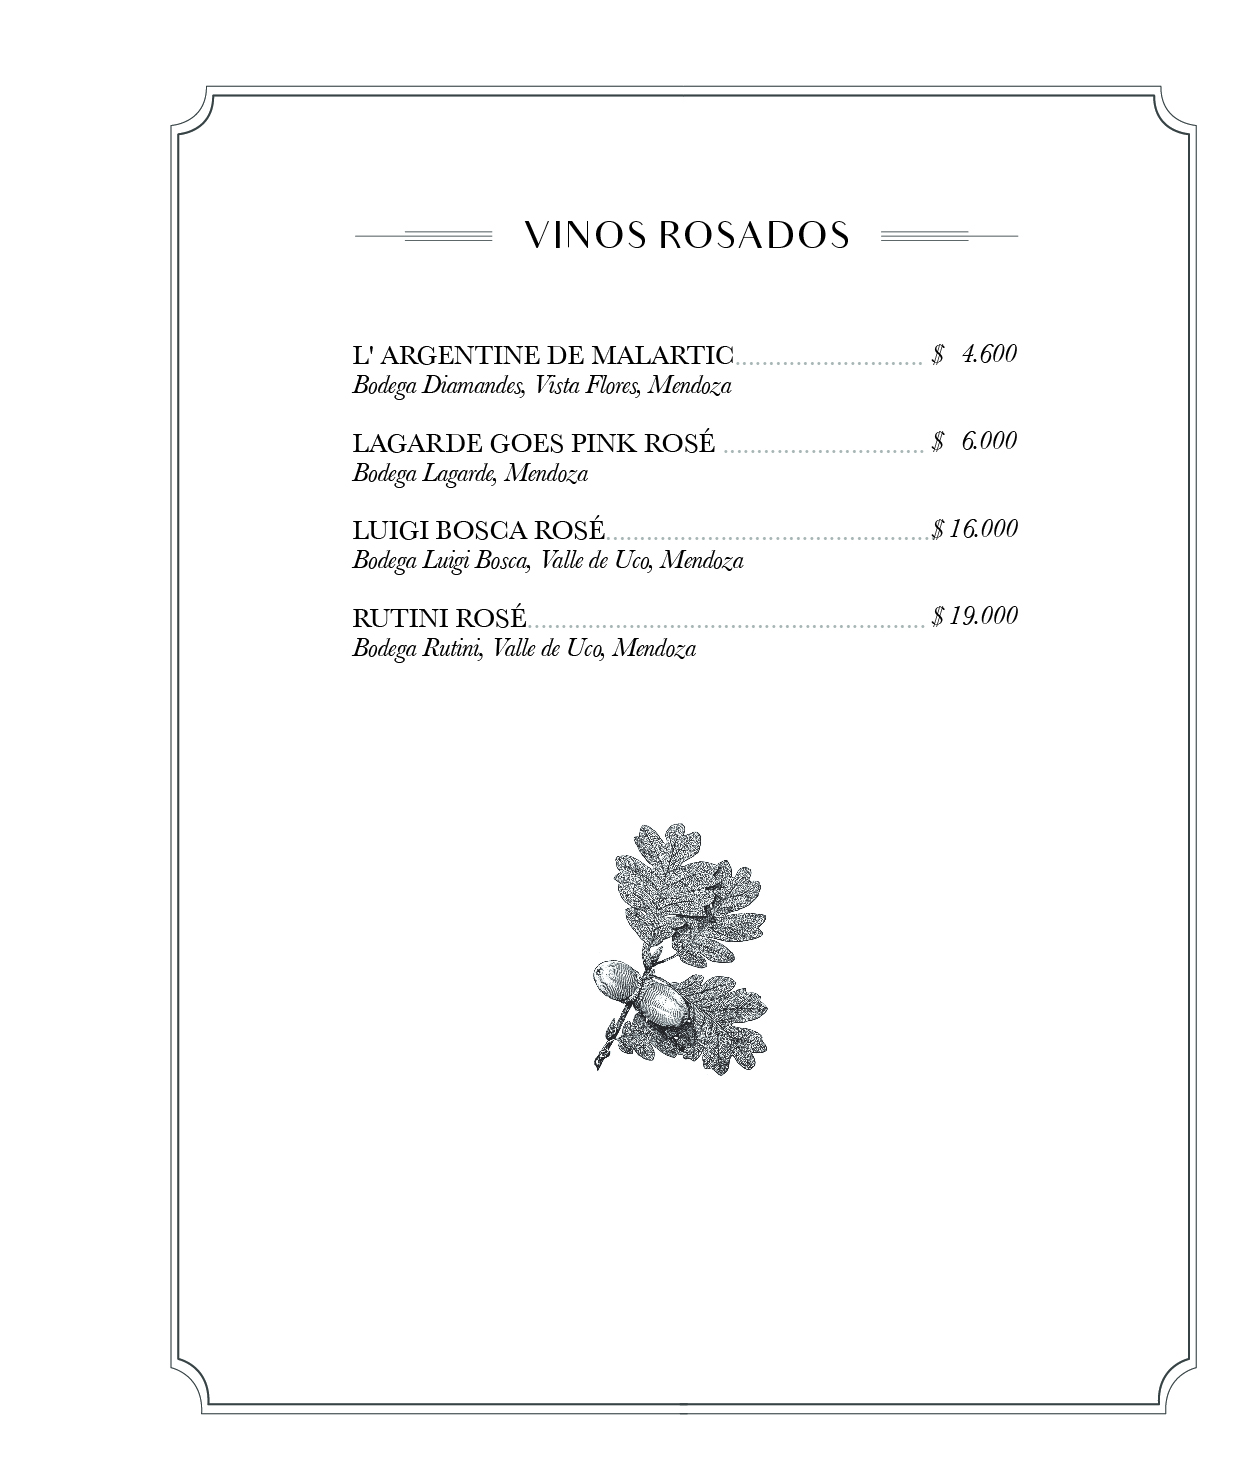 VINOS ROSADOS
L' ARGENTINE DE MALARTIC $ 4.600
Bodega Diamandes, Vista Flores, Mendoza
LAGARDE GOES PINK ROSÉ $ 6.000
Bodega Lagarde, Mendoza
LUIGI BOSCA ROSÉ $ 16.000
Bodega Luigi Bosca, Valle de Uco, Mendoza
RUTINI ROSÉ $ 19.000
Bodega Rutini, Valle de Uco, Mendoza